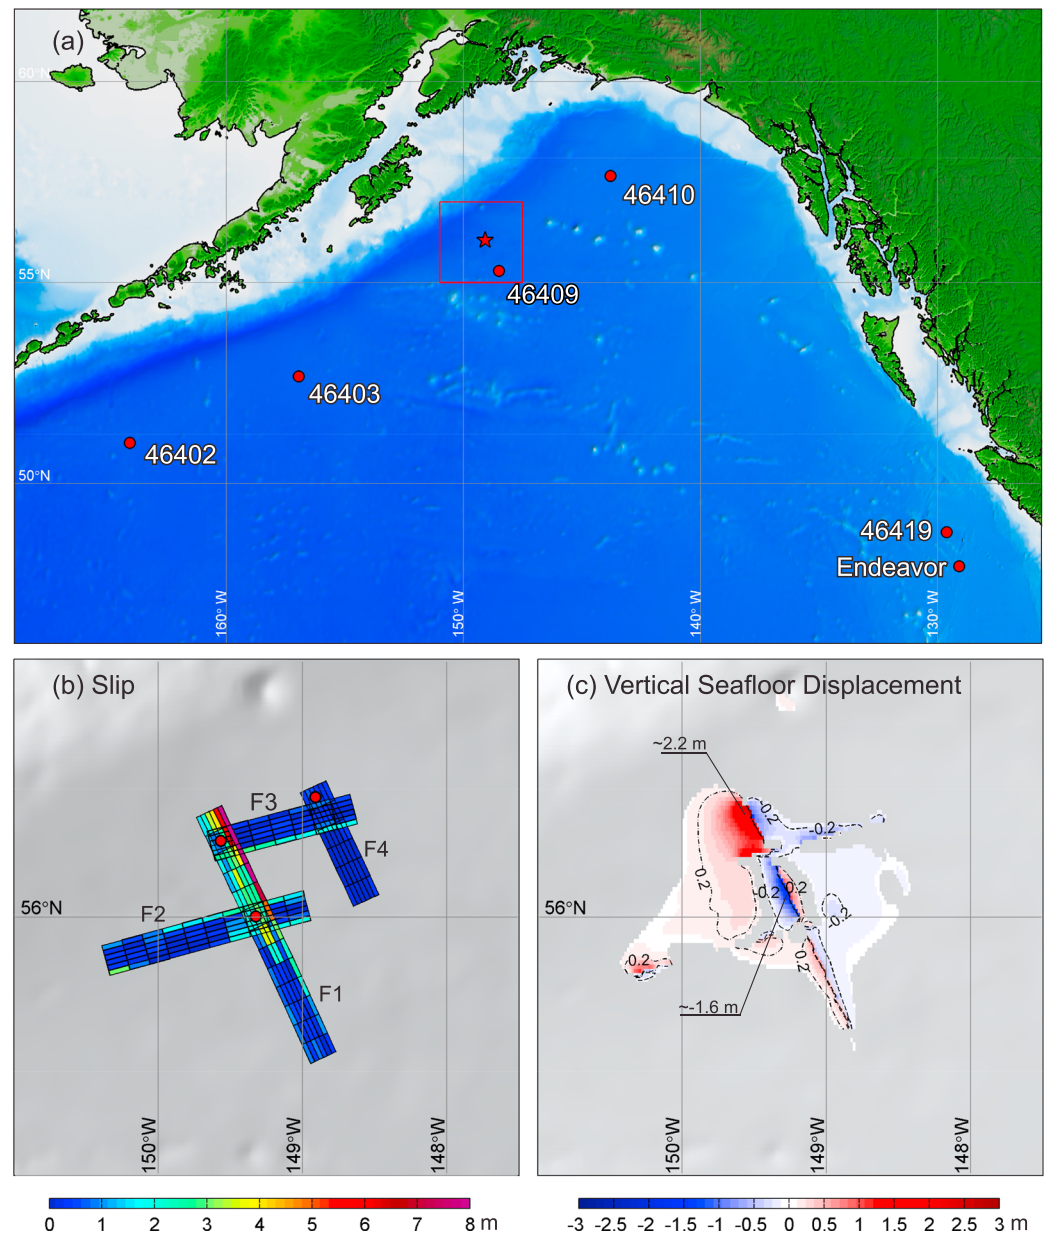 (a)
60°N
46410
55°N
46409
46403
46402
50°N
46419
Endeavor
160° W
150° W
140° W
130° W
(b) Slip
F3
F4
F2
56°N
F1
150°W
149°W
148°W
0 1 2 3 4 5 6 7 8 m
(c) Vertical Seafloor Displacement
~2.2 m
-0.2
-0.2
0.2
-0.2
0.2
56°N
-0.2
0.2
0.2
~-1.6 m
150°W
149°W
148°W
-3 -2.5 -2 -1.5 -1 -0.5 0 0.5 1 1.5 2 2.5 3 m